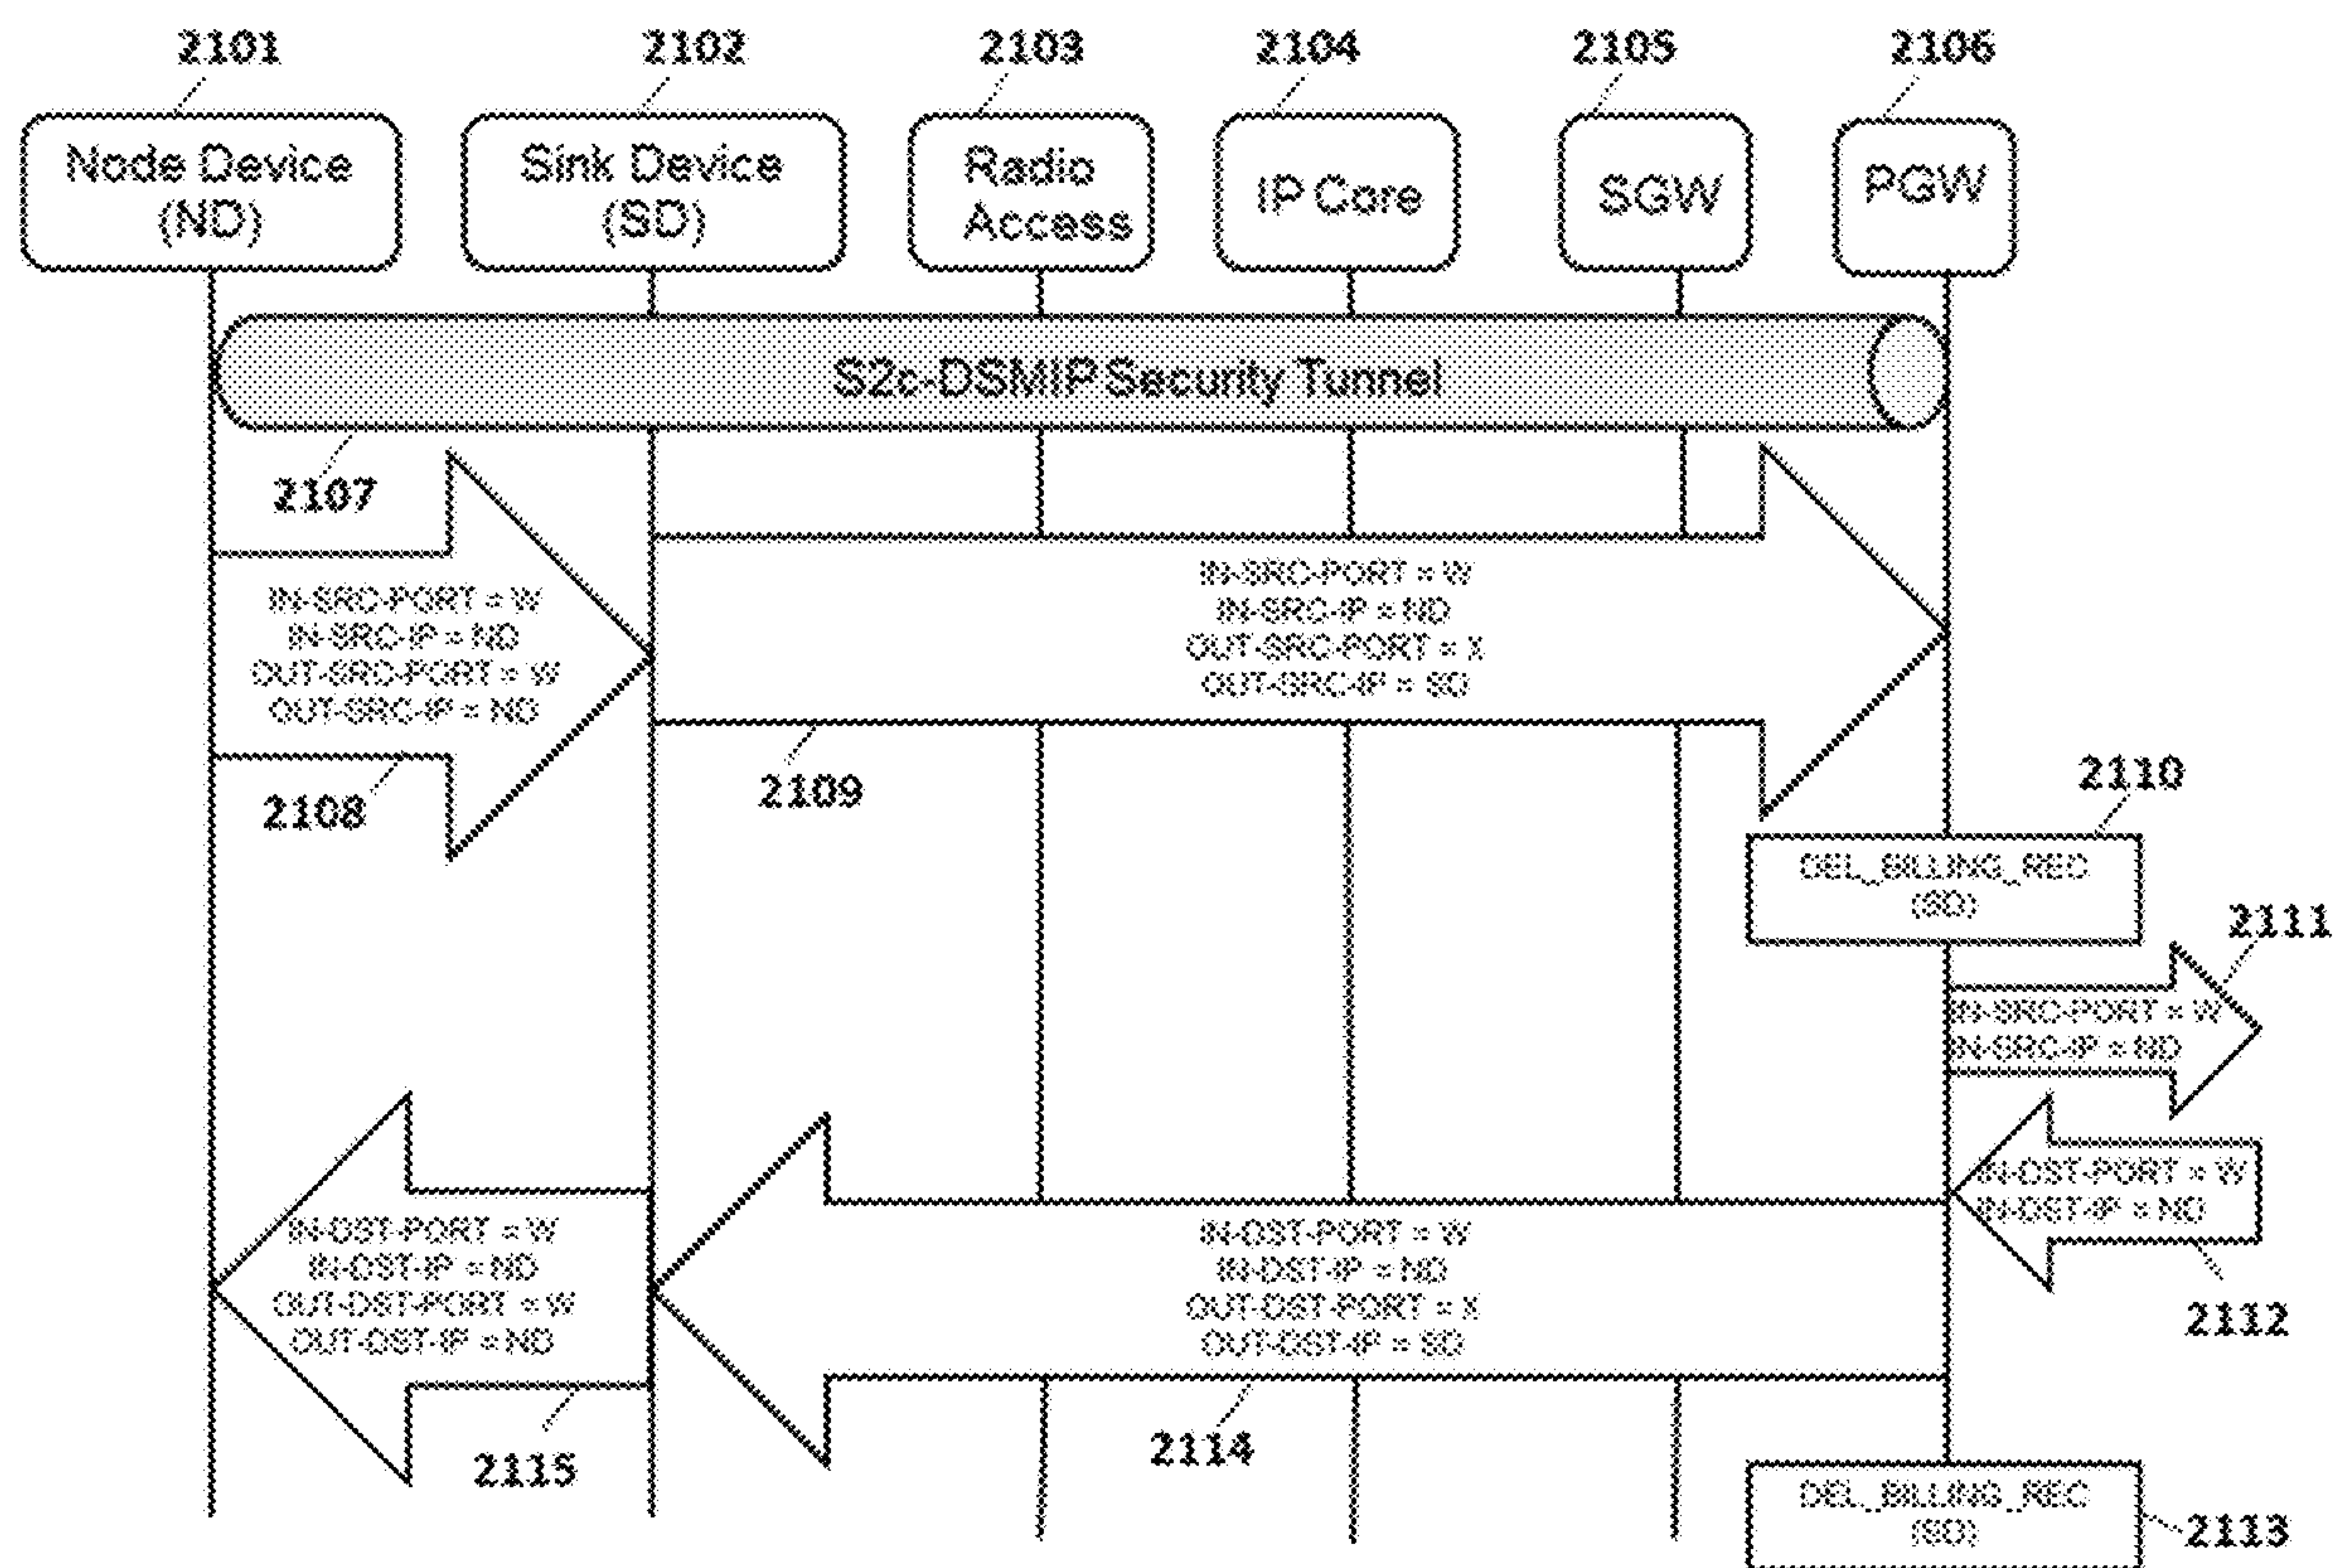 2101
2102
2103
2104
2105
2106
Node Device
(ND)
Sink Device
(SD)
Radio
Access
IP Core
SGW
PGW
S2c-DSMIP Security Tunnel
2107
IN-SRC-PORT = W
IN-SRC-IP = ND
OUT-SRC-PORT = W
OUT-SRC-IP = ND
2108
IN-SRC-PORT = W
IN-SRC-IP = ND
OUT-SRC-PORT = X
OUT-SRC-IP = SD
2109
2110
DEL_BILLING_REC
(SD)
2111
IN-SRC-PORT = W
IN-SRC-IP = ND
IN-DST-PORT = W
IN-DST-IP = ND
2112
IN-DST-PORT = W
IN-DST-IP = ND
OUT-DST-PORT = X
OUT-DST-IP = SD
2114
IN-DST-PORT = W
IN-DST-IP = ND
OUT-DST-PORT = W
OUT-DST-IP = ND
2115
DEL_BILLING_REC
(SD)
2113